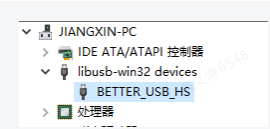 JIANGXIN-PC
IDE ATA/ATAPI 控制器
libusb-win32 devices
BETTER_USB_HS
处理器